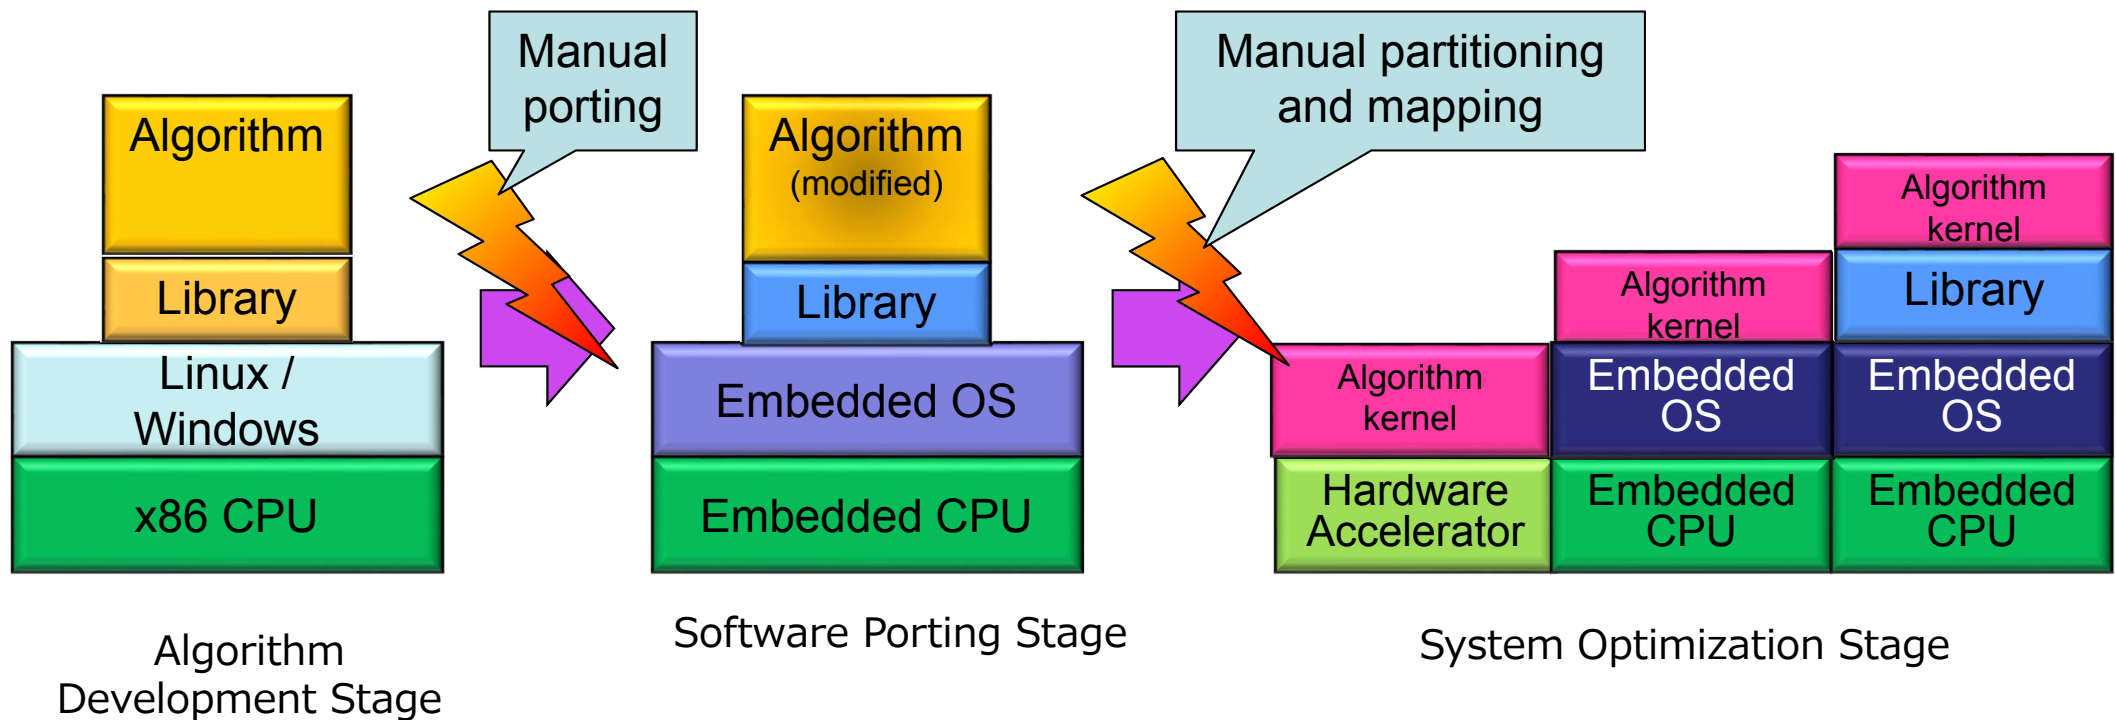 Manual
porting
Manual partitioning
and mapping
Algorithm
Library
Linux /
Windows
x86 CPU
Algorithm
(modified)
Library
Embedded OS
Embedded CPU
Algorithm
kernel
Hardware
Accelerator
Algorithm
kernel
Embedded
OS
Embedded
CPU
Algorithm
kernel
Library
Embedded
OS
Embedded
CPU
Algorithm
Development Stage
Software Porting Stage
System Optimization Stage